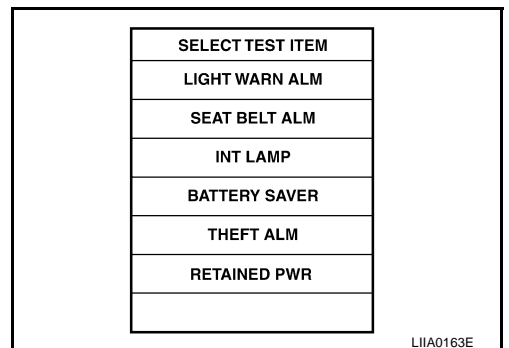 SELECT TEST ITEM
LIGHT WARN ALM
SEAT BELT ALM
INT LAMP
BATTERY SAVER
THEFT ALM
RETAINED PWR
LIIA0163E